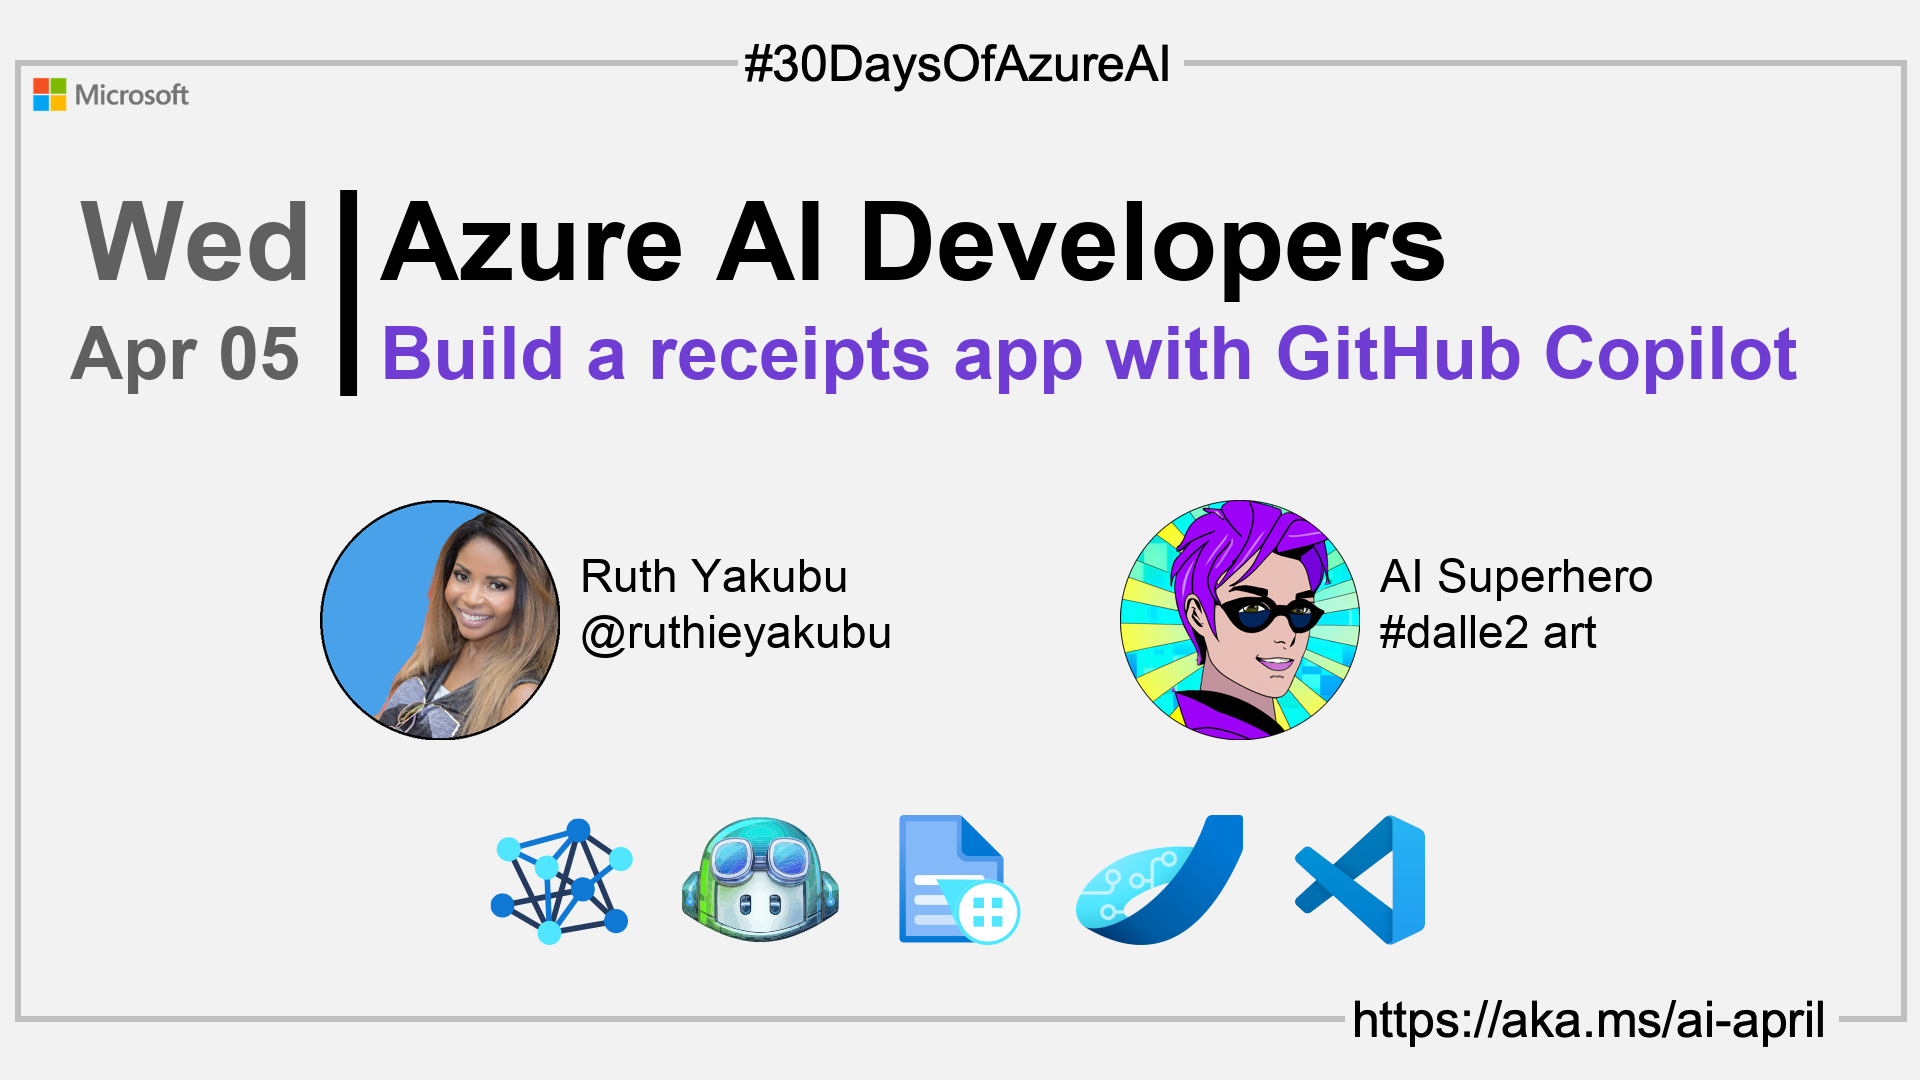 #30DaysOfAzureAI
Microsoft
Wed
Azure AI Developers
Apr 05
Build a receipts app with GitHub Copilot
Ruth Yakubu
@ruthieyakubu
AI Superhero
#dalle2 art
https://aka.ms/ai-april